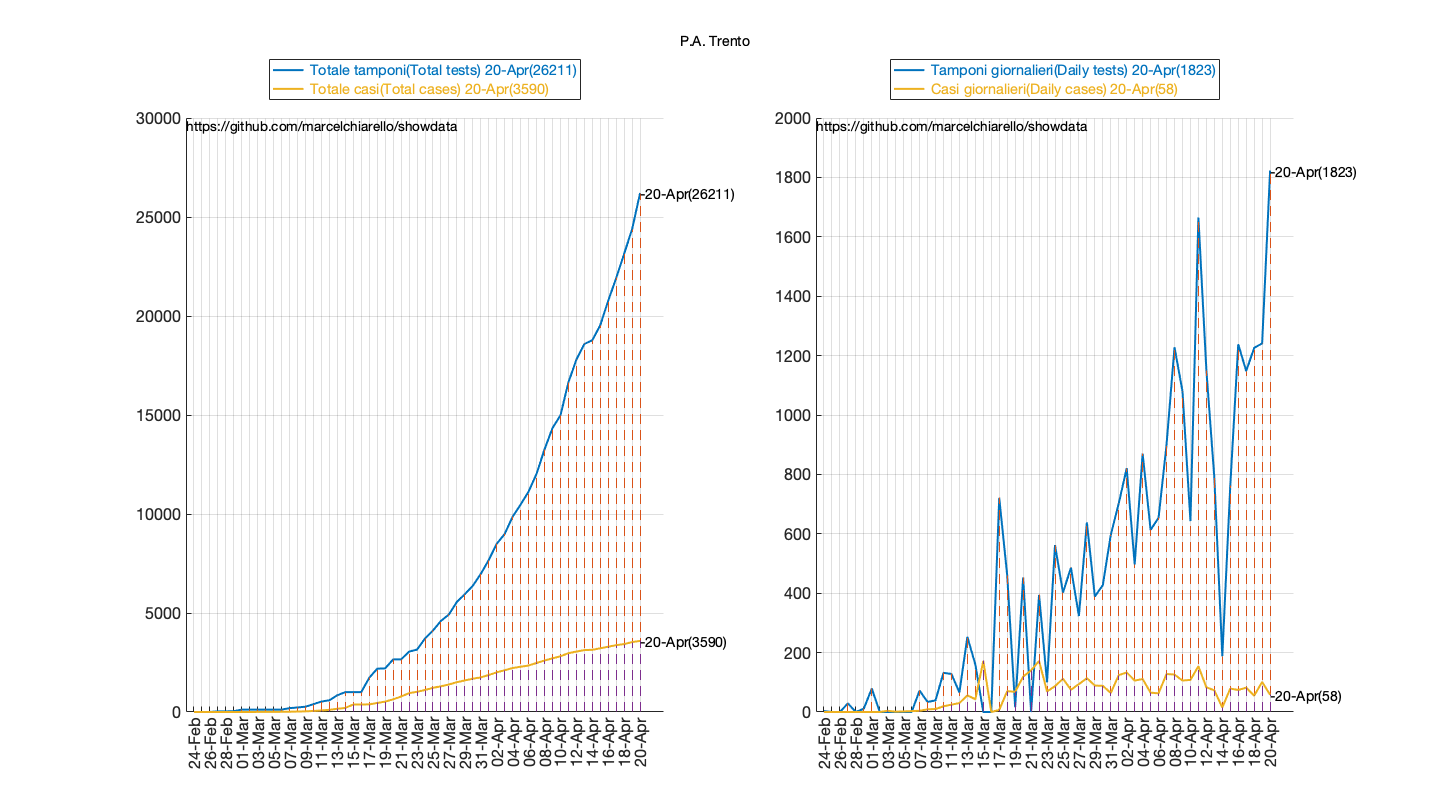 P.A. Trento
Totale tamponi(Total tests) 20-Apr(26211)
Totale casi(Total cases) 20-Apr(3590)
30000
25000
20000
15000
10000
5000
0
https://github.com/marcelchiarello/showdata
20-Apr(26211)
20-Apr(3590)
24-Feb
26-Feb
28-Feb
01-Mar
03-Mar
05-Mar
07-Mar
09-Mar
11-Mar
13-Mar
15-Mar
17-Mar
19-Mar
21-Mar
23-Mar
25-Mar
27-Mar
29-Mar
31-Mar
02-Apr
04-Apr
06-Apr
08-Apr
10-Apr
12-Apr
14-Apr
16-Apr
18-Apr
20-Apr
Tamponi giornalieri(Daily tests) 20-Apr(1823)
Casi giornalieri(Daily cases) 20-Apr(58)
2000
1800
1600
1400
1200
1000
800
600
400
200
0
https://github.com/marcelchiarello/showdata
20-Apr(1823)
20-Apr(58)
24-Feb
26-Feb
28-Feb
01-Mar
03-Mar
05-Mar
07-Mar
09-Mar
11-Mar
13-Mar
15-Mar
17-Mar
19-Mar
21-Mar
23-Mar
25-Mar
27-Mar
29-Mar
31-Mar
02-Apr
04-Apr
06-Apr
08-Apr
10-Apr
12-Apr
14-Apr
16-Apr
18-Apr
20-Apr